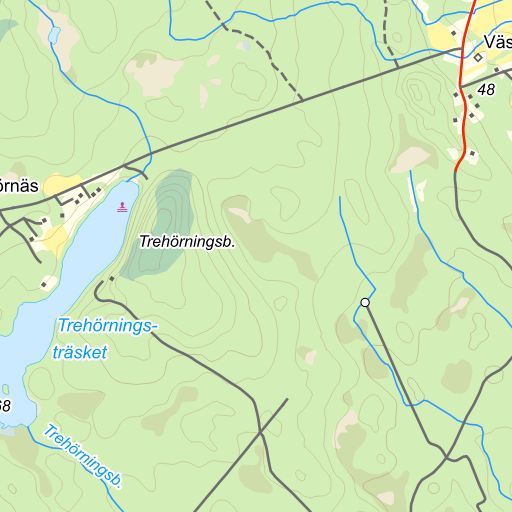 Väs
48
örnäs
Trehörningsb.
Trehörnings-
träsket
68
Trehörningsb.